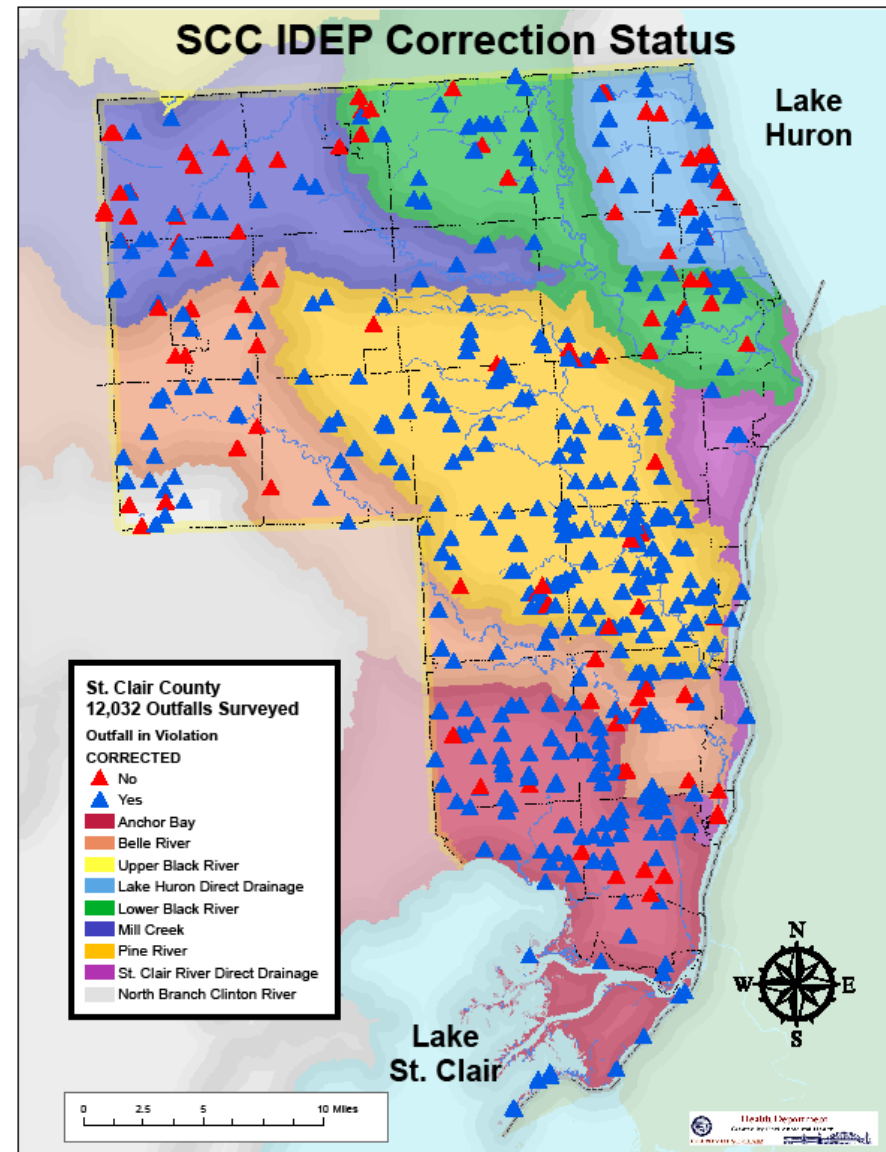 SCC IDEP Correction Status
Lake
Huron
St. Clair County
12,032 Outfalls Surveyed
Outfall in Violation
CORRECTED
No
Yes
Anchor Bay
Belle River
Upper Black River
Lake Huron Direct Drainage
Lower Black River
Mill Creek
Pine River
St. Clair River Direct Drainage
North Branch Clinton River
N
W E
S
Lake
St. Clair
0 2.5 5 10 Miles
Health Department